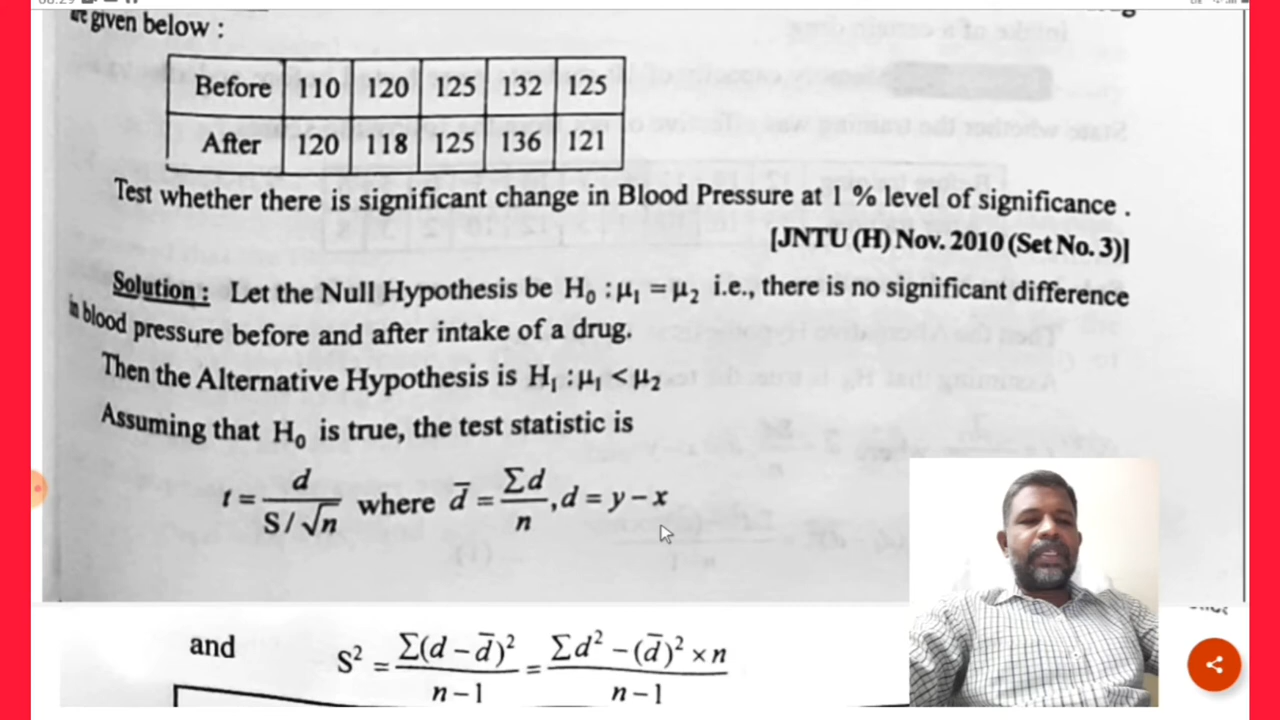 08:29
are given below :
Before 110 120 125 132 125
After 120 118 125 136 121
Test whether there is significant change in Blood Pressure at 1 % level of significance .
[JNTU (H) Nov. 2010 (Set No. 3)]
Solution : Let the Null Hypothesis be H₀ : μ₁ = μ₂ i.e., there is no significant difference
in blood pressure before and after intake of a drug.
Then the Alternative Hypothesis is H₁ : μ₁ < μ₂
Assuming that H₀ is true, the test statistic is
t = d / (S / √n) where d̄ = Σd / n , d = y − x
and S² = Σ(d − d̄)² / (n − 1) = (Σd² − (d̄)² × n) / (n − 1)